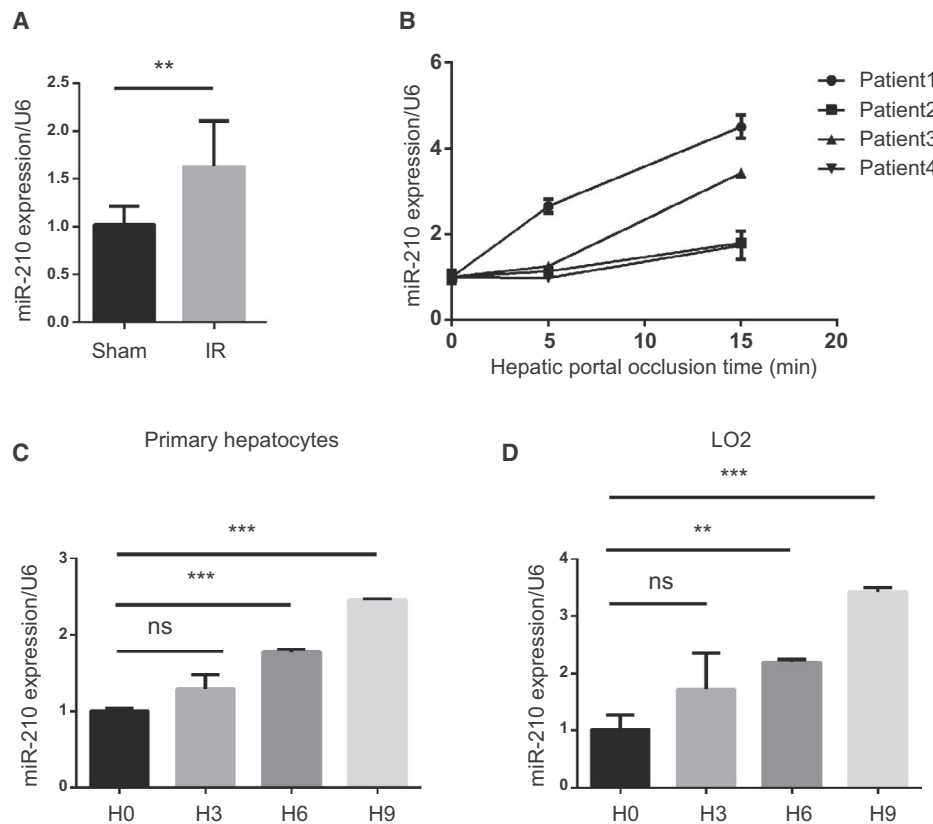 A
**
2.5
2.0
1.5
1.0
0.5
0.0
miR-210 expression/U6
Sham IR
B
6
4
2
0
miR-210 expression/U6
0 5 10 15 20
Hepatic portal occlusion time (min)
Patient1
Patient2
Patient3
Patient4
C
Primary hepatocytes
***
***
ns
3
2
1
0
miR-210 expression/U6
H0 H3 H6 H9
D
LO2
***
**
ns
4
3
2
1
0
miR-210 expression/U6
H0 H3 H6 H9